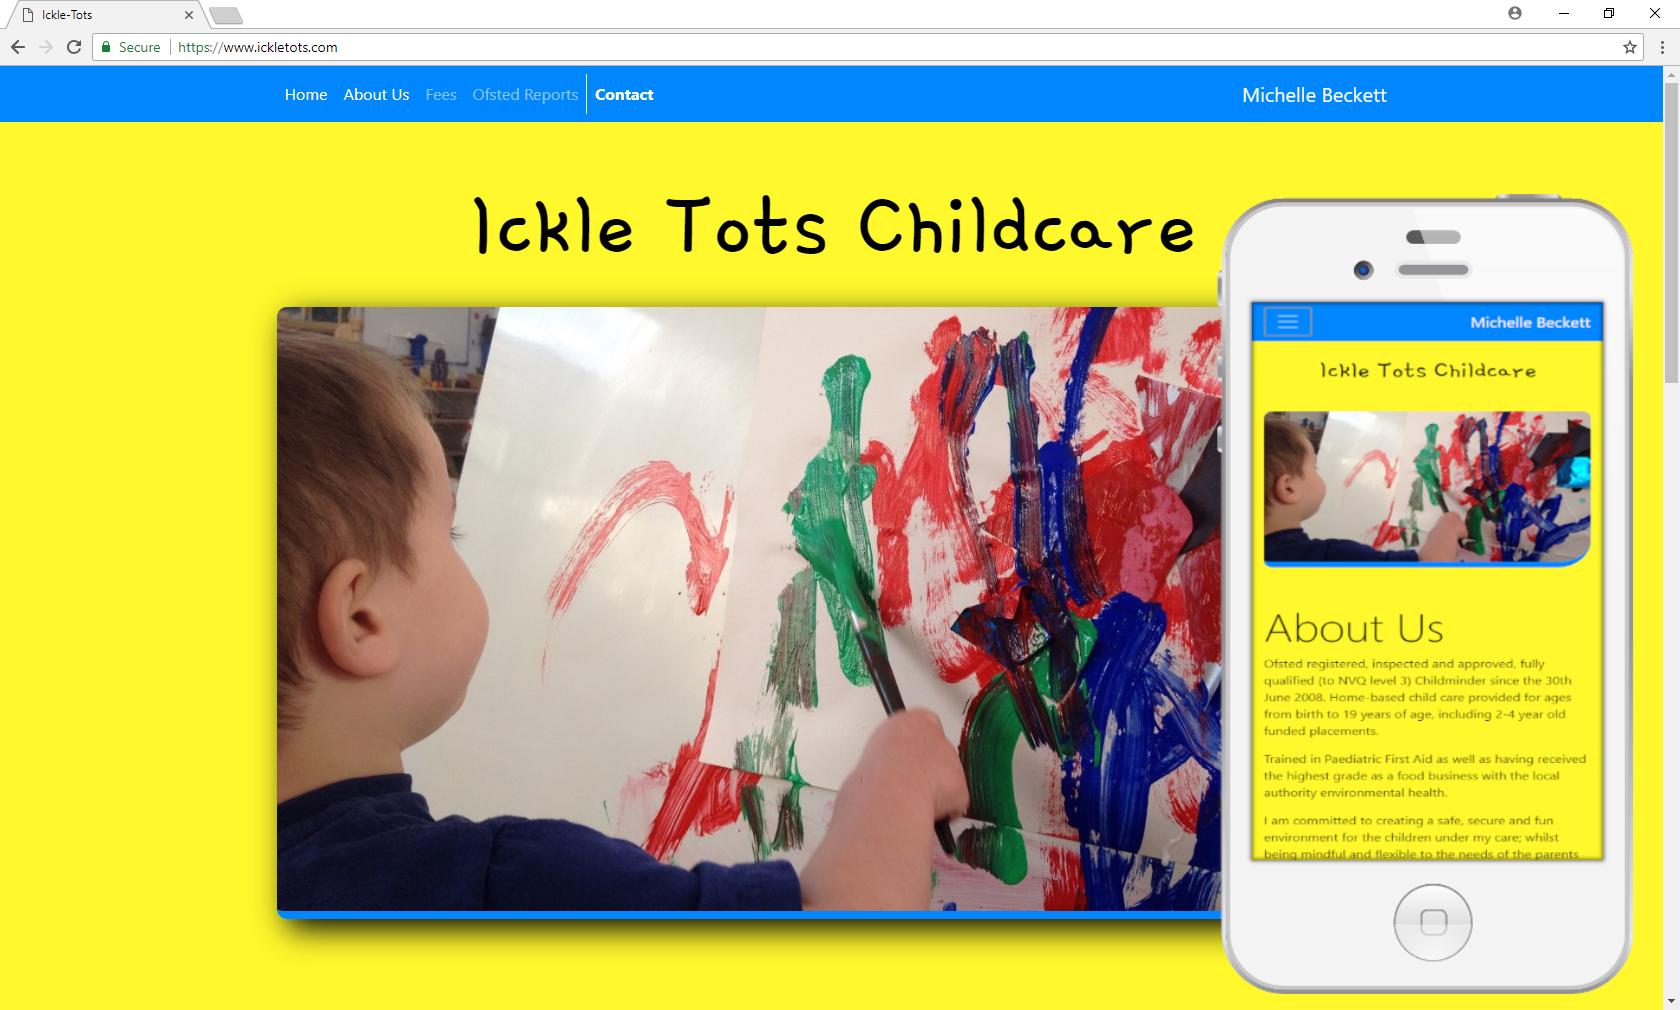 Ickle-Tots
Secure https://www.ickletots.com
Home About Us Fees Ofsted Reports Contact Michelle Beckett
Ickle Tots Childcare
Michelle Beckett
Ickle Tots Childcare
About Us
Ofsted registered, inspected and approved, fully
qualified (to NVQ level 3) Childminder since the 30th
June 2008. Home-based child care provided for ages
from birth to 19 years of age, including 2-4 year old
funded placements.
Trained in Paediatric First Aid as well as having received
the highest grade as a food business with the local
authority environmental health.
I am committed to creating a safe, secure and fun
environment for the children under my care; whilst
being mindful and flexible to the needs of the parents